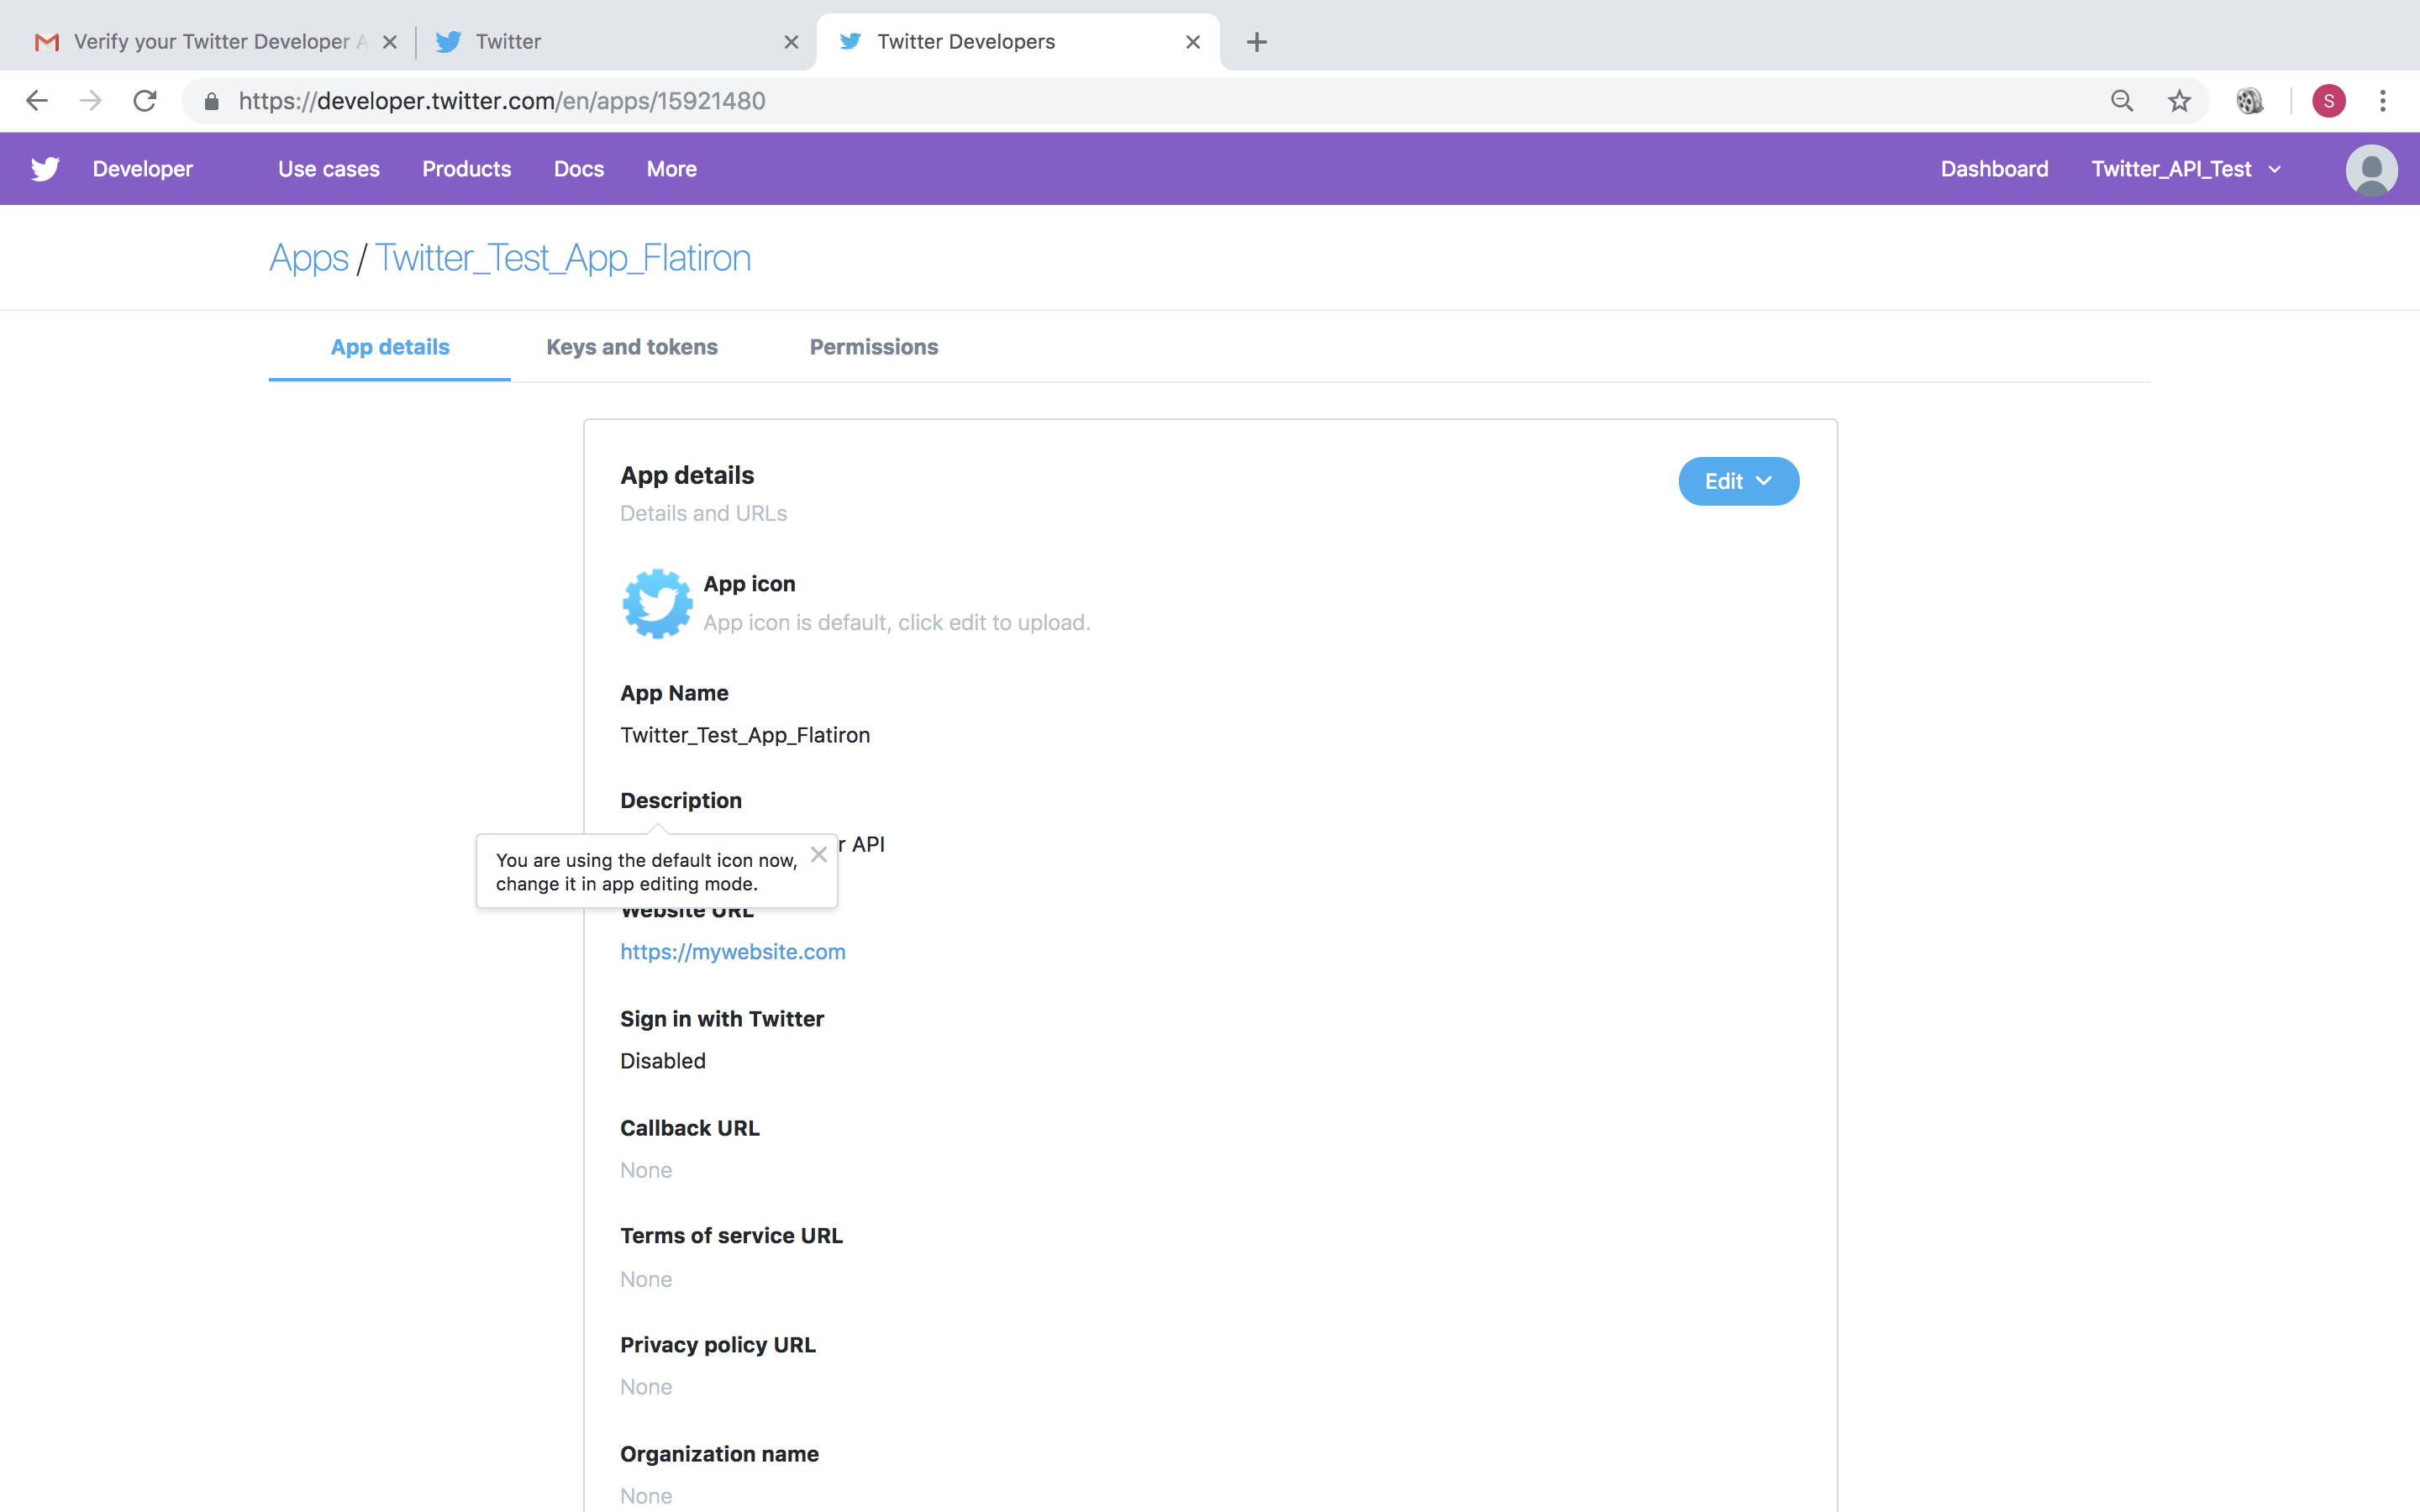 Verify your Twitter Developer A
Twitter
Twitter Developers
https://developer.twitter.com/en/apps/15921480
S
Developer
Use cases
Products
Docs
More
Dashboard
Twitter_API_Test
Apps / Twitter_Test_App_Flatiron
App details
Keys and tokens
Permissions
App details
Edit
Details and URLs
App icon
App icon is default, click edit to upload.
App Name
Twitter_Test_App_Flatiron
Description
r API
You are using the default icon now,
change it in app editing mode.
Website URL
https://mywebsite.com
Sign in with Twitter
Disabled
Callback URL
None
Terms of service URL
None
Privacy policy URL
None
Organization name
None